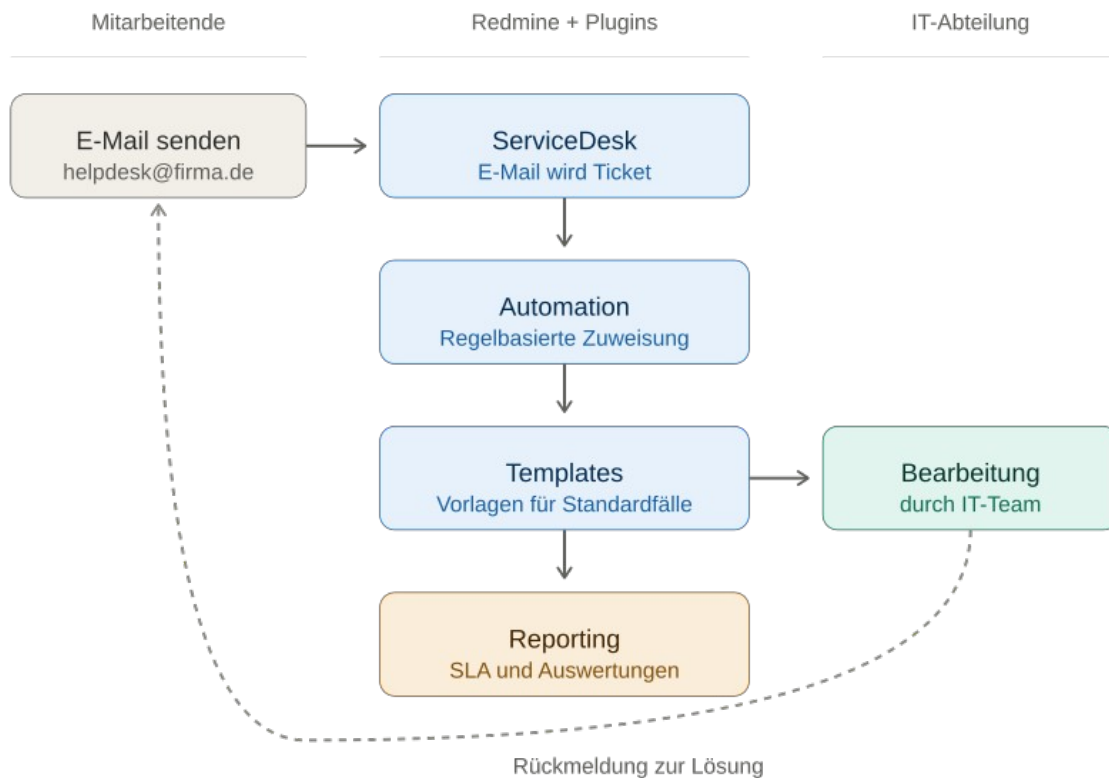 Mitarbeitende
Redmine + Plugins
IT-Abteilung
E-Mail senden
helpdesk@firma.de
ServiceDesk
E-Mail wird Ticket
Automation
Regelbasierte Zuweisung
Templates
Vorlagen für Standardfälle
Bearbeitung
durch IT-Team
Reporting
SLA und Auswertungen
Rückmeldung zur Lösung